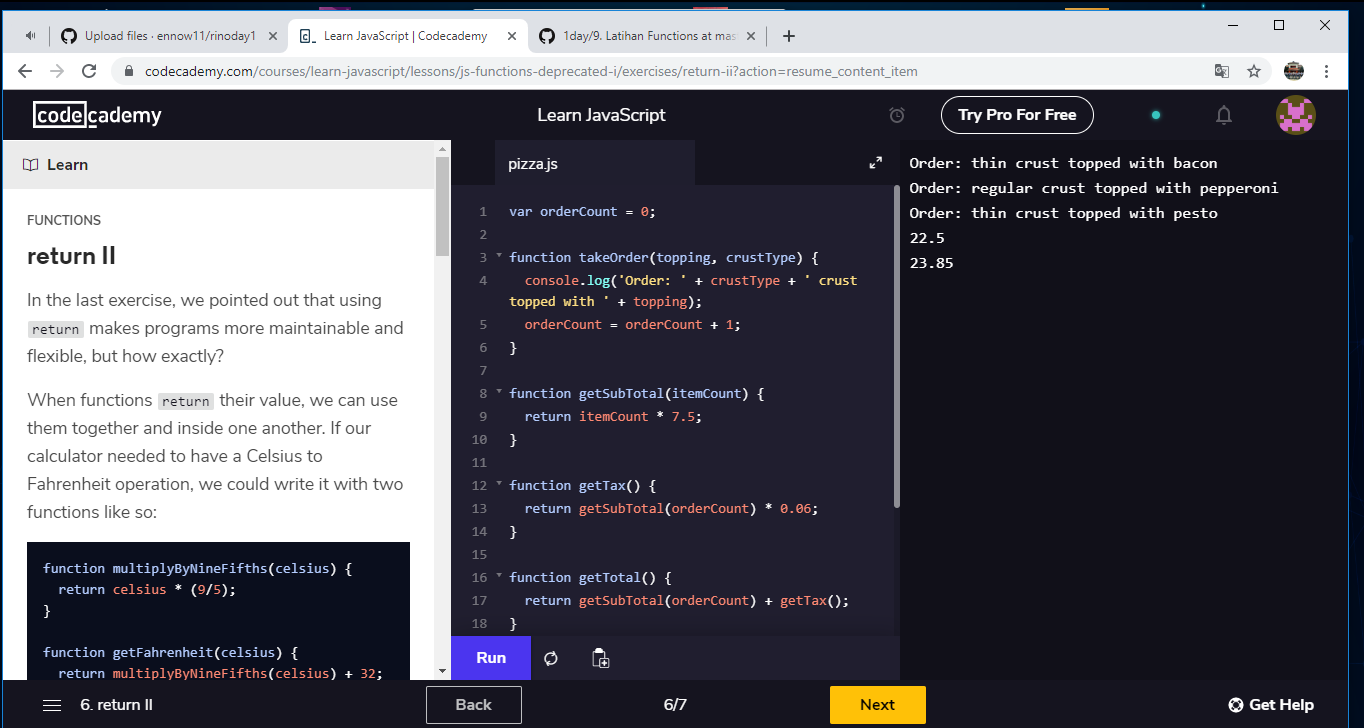 Upload files · ennow11/rinoday1
Learn JavaScript | Codecademy
1day/9. Latihan Functions at mas
codecademy.com/courses/learn-javascript/lessons/js-functions-deprecated-i/exercises/return-ii?action=resume_content_item
codecademy
Learn JavaScript
Try Pro For Free
Learn
FUNCTIONS
return II
In the last exercise, we pointed out that using
return makes programs more maintainable and
flexible, but how exactly?
When functions return their value, we can use
them together and inside one another. If our
calculator needed to have a Celsius to
Fahrenheit operation, we could write it with two
functions like so:
function multiplyByNineFifths(celsius) {
return celsius * (9/5);
}
function getFahrenheit(celsius) {
return multiplyByNineFifths(celsius) + 32;
pizza.js
1 var orderCount = 0;
2
3 function takeOrder(topping, crustType) {
4 console.log('Order: ' + crustType + ' crust
topped with ' + topping);
5 orderCount = orderCount + 1;
6 }
7
8 function getSubTotal(itemCount) {
9 return itemCount * 7.5;
10 }
11
12 function getTax() {
13 return getSubTotal(orderCount) * 0.06;
14 }
15
16 function getTotal() {
17 return getSubTotal(orderCount) + getTax();
18 }
Run
Order: thin crust topped with bacon
Order: regular crust topped with pepperoni
Order: thin crust topped with pesto
22.5
23.85
6. return II
Back
6/7
Next
Get Help